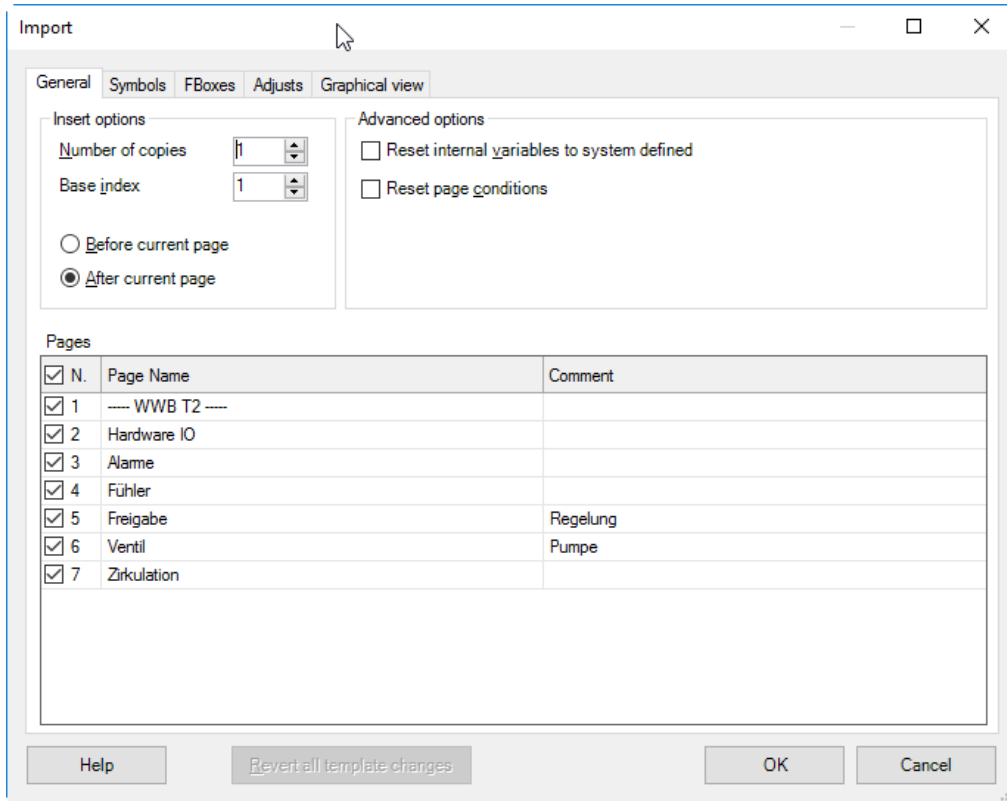 Import
General Symbols FBoxes Adjusts Graphical view
Insert options
Number of copies 1
Base index 1
Before current page
After current page
Advanced options
Reset internal variables to system defined
Reset page conditions
Pages
N. Page Name Comment
1 ----- WWB T2 -----
2 Hardware IO
3 Alarme
4 Fühler
5 Freigabe Regelung
6 Ventil Pumpe
7 Zirkulation
Help Revert all template changes OK Cancel